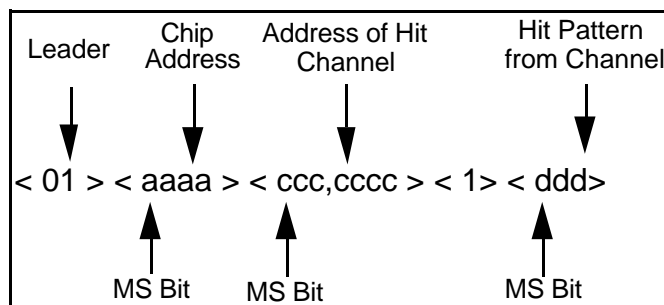 Leader
Chip
Address
Address of Hit
Channel
Hit Pattern
from Channel
< 01 > < aaaa > < ccc,cccc > < 1> < ddd>
MS Bit MS Bit MS Bit